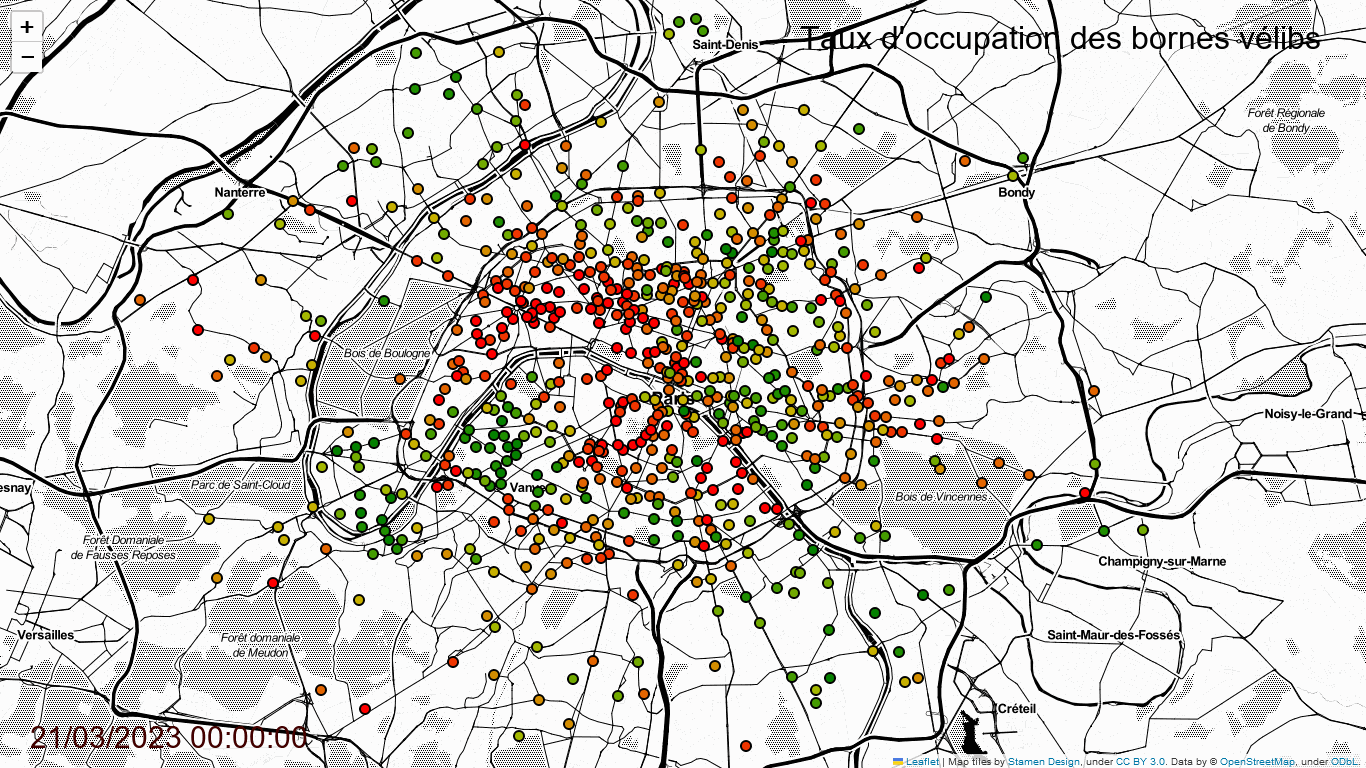 +
−
Saint-Denis
Taux d'occupation des bornes velibs
Forêt Régionale
de Bondy
Nanterre
Bondy
Bois de Boulogne
Noisy-le-Grand
Parc de Saint-Cloud
esnay
Bois de Vincennes
Forêt Domaniale
de Fausses Reposes
Champigny-sur-Marne
Versailles
Forêt domaniale
de Meudon
Saint-Maur-des-Fossés
Créteil
21/03/2023 00:00:00
Leaflet | Map tiles by Stamen Design, under CC BY 3.0. Data by © OpenStreetMap, under ODbL.